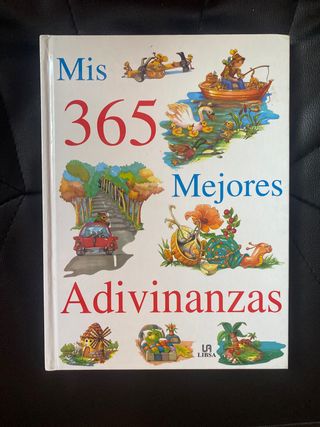 Mis
365
Mejores
Adivinanzas
LIBSA